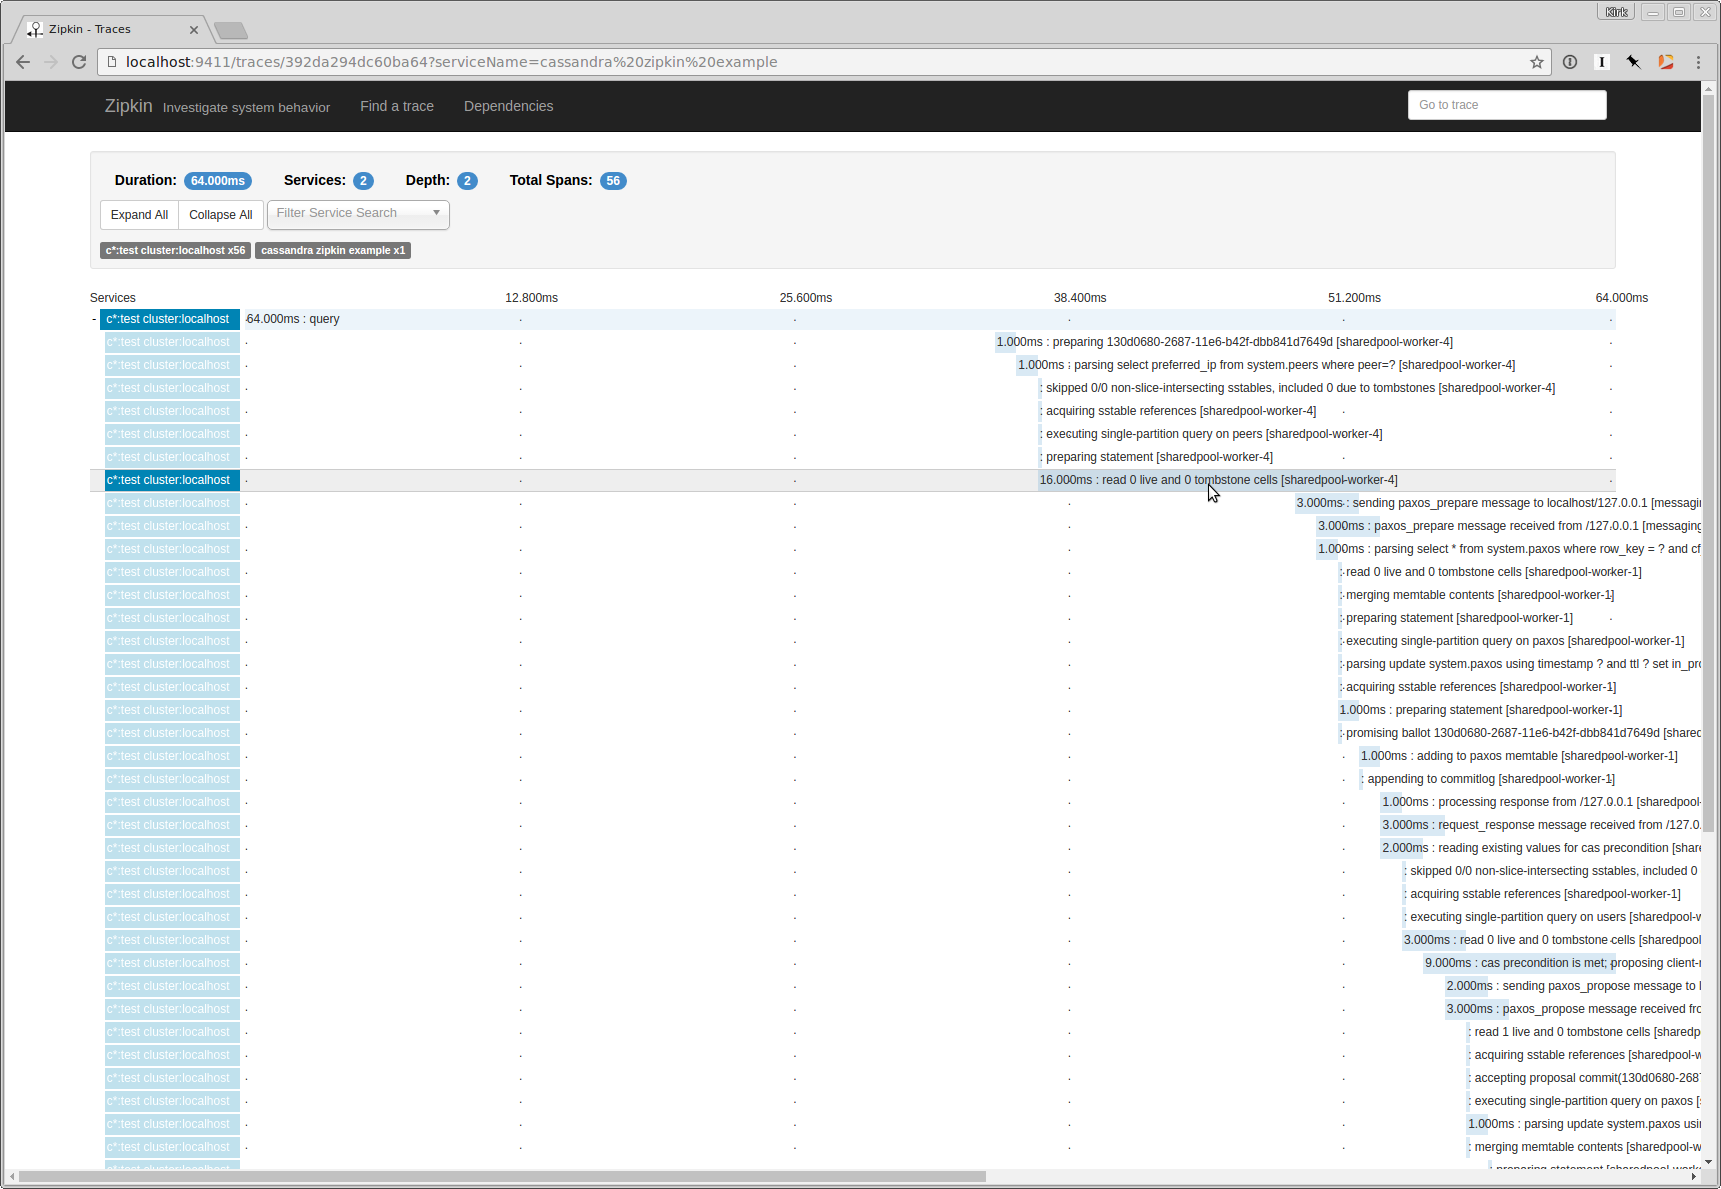 Kirk
Zipkin - Traces
localhost:9411/traces/392da294dc60ba64?serviceName=cassandra%20zipkin%20example
Zipkin Investigate system behavior Find a trace Dependencies Go to trace
Duration: 64.000ms Services: 2 Depth: 2 Total Spans: 56
Expand All Collapse All Filter Service Search
c*:test cluster:localhost x56 cassandra zipkin example x1
Services 12.800ms 25.600ms 38.400ms 51.200ms 64.000ms
- c*:test cluster:localhost 64.000ms : query
c*:test cluster:localhost 1.000ms : preparing 130d0680-2687-11e6-b42f-dbb841d7649d [sharedpool-worker-4]
c*:test cluster:localhost 1.000ms : parsing select preferred_ip from system.peers where peer=? [sharedpool-worker-4]
c*:test cluster:localhost : skipped 0/0 non-slice-intersecting sstables, included 0 due to tombstones [sharedpool-worker-4]
c*:test cluster:localhost : acquiring sstable references [sharedpool-worker-4]
c*:test cluster:localhost : executing single-partition query on peers [sharedpool-worker-4]
c*:test cluster:localhost : preparing statement [sharedpool-worker-4]
c*:test cluster:localhost 16.000ms : read 0 live and 0 tombstone cells [sharedpool-worker-4]
c*:test cluster:localhost 3.000ms : sending paxos_prepare message to localhost/127.0.0.1 [messagi
c*:test cluster:localhost 3.000ms : paxos_prepare message received from /127.0.0.1 [messaging
c*:test cluster:localhost 1.000ms : parsing select * from system.paxos where row_key = ? and cf
c*:test cluster:localhost : read 0 live and 0 tombstone cells [sharedpool-worker-1]
c*:test cluster:localhost : merging memtable contents [sharedpool-worker-1]
c*:test cluster:localhost : preparing statement [sharedpool-worker-1]
c*:test cluster:localhost : executing single-partition query on paxos [sharedpool-worker-1]
c*:test cluster:localhost : parsing update system.paxos using timestamp ? and ttl ? set in_pro
c*:test cluster:localhost : acquiring sstable references [sharedpool-worker-1]
c*:test cluster:localhost 1.000ms : preparing statement [sharedpool-worker-1]
c*:test cluster:localhost : promising ballot 130d0680-2687-11e6-b42f-dbb841d7649d [shared
c*:test cluster:localhost 1.000ms : adding to paxos memtable [sharedpool-worker-1]
c*:test cluster:localhost : appending to commitlog [sharedpool-worker-1]
c*:test cluster:localhost 1.000ms : processing response from /127.0.0.1 [sharedpool-
c*:test cluster:localhost 3.000ms : request_response message received from /127.0.
c*:test cluster:localhost 2.000ms : reading existing values for cas precondition [share
c*:test cluster:localhost : skipped 0/0 non-slice-intersecting sstables, included 0
c*:test cluster:localhost : acquiring sstable references [sharedpool-worker-1]
c*:test cluster:localhost : executing single-partition query on users [sharedpool-w
c*:test cluster:localhost 3.000ms : read 0 live and 0 tombstone cells [sharedpool
c*:test cluster:localhost 9.000ms : cas precondition is met; proposing client-r
c*:test cluster:localhost 2.000ms : sending paxos_propose message to l
c*:test cluster:localhost 3.000ms : paxos_propose message received fro
c*:test cluster:localhost : read 1 live and 0 tombstone cells [sharedp
c*:test cluster:localhost : acquiring sstable references [sharedpool-w
c*:test cluster:localhost : accepting proposal commit(130d0680-268
c*:test cluster:localhost : executing single-partition query on paxos [
c*:test cluster:localhost 1.000ms : parsing update system.paxos usi
c*:test cluster:localhost : merging memtable contents [sharedpool-w